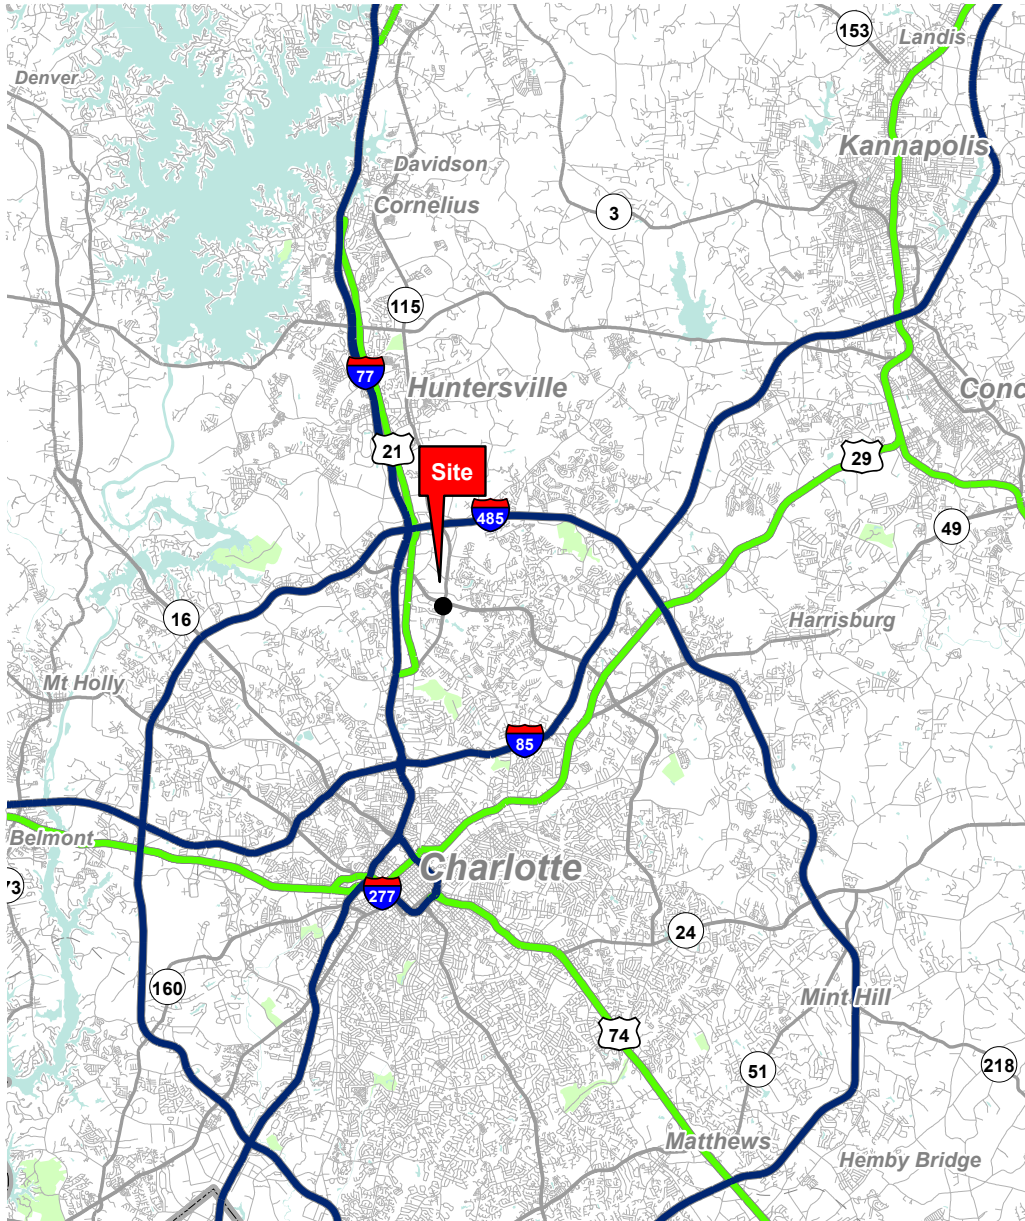 153
Landis
Denver
Kannapolis
Davidson
Cornelius
3
115
77
Huntersville
Conc
21
29
Site
485
49
16
Harrisburg
Mt Holly
85
Belmont
Charlotte
73
277
24
160
Mint Hill
74
51
218
Matthews
Hemby Bridge